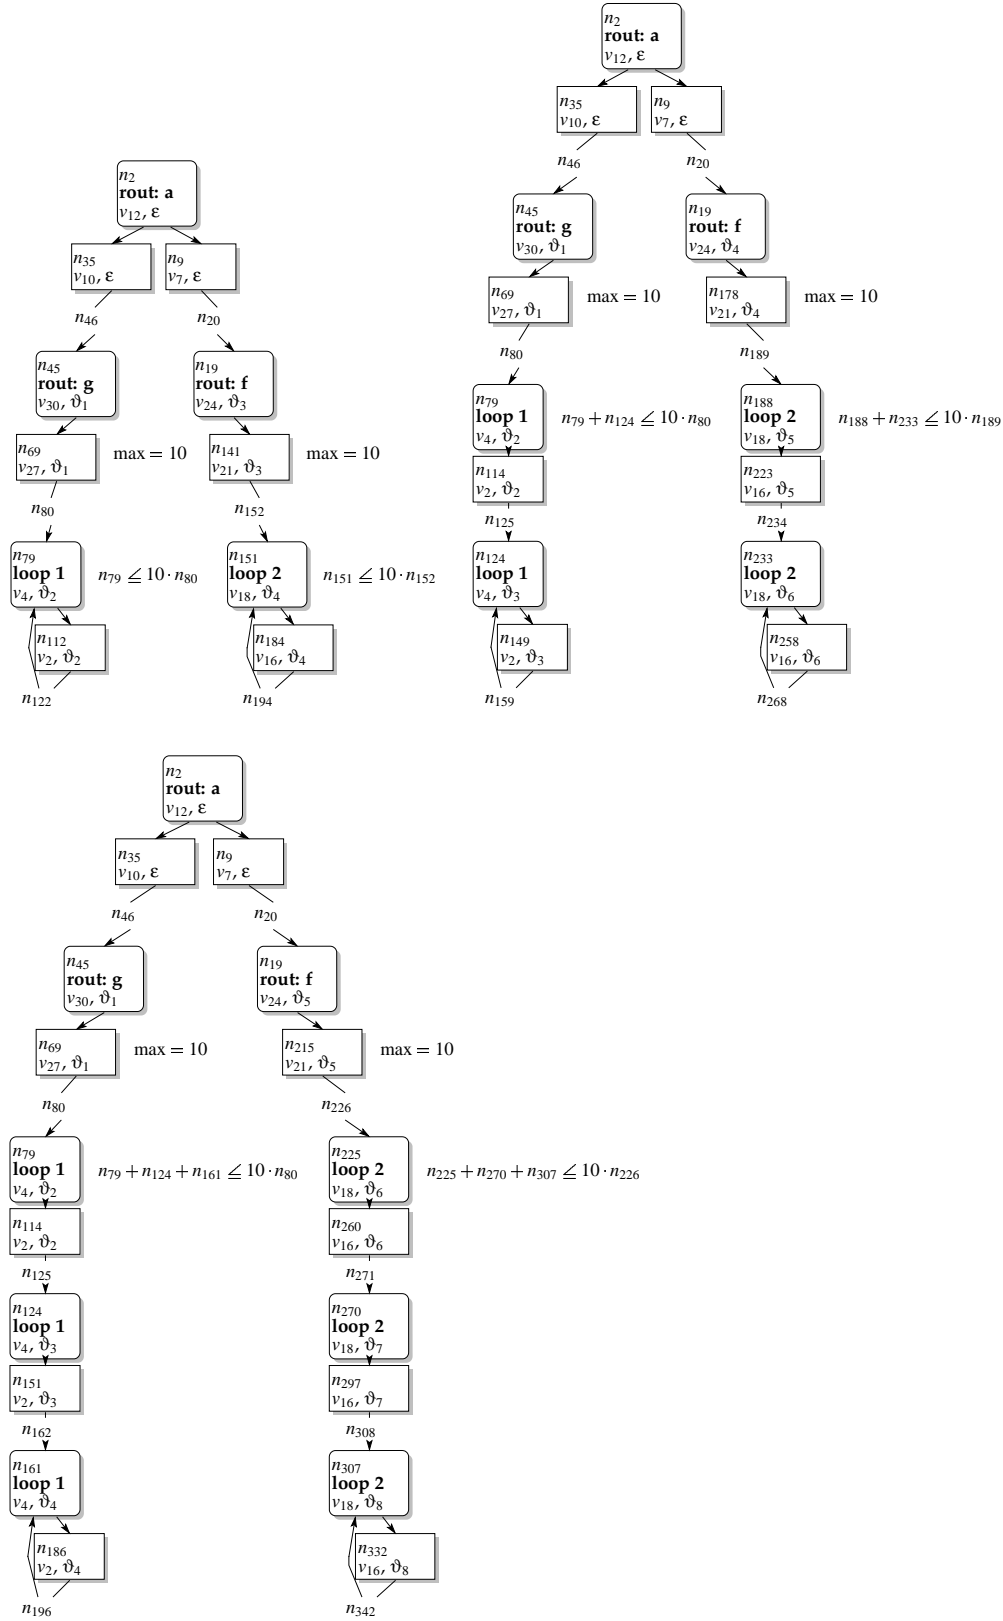 n2
rout: a
v12, ε
n35
v10, ε
n9
v7, ε
n46
n20
n45
rout: g
v30, ϑ1
n19
rout: f
v24, ϑ3
n69
v27, ϑ1
max = 10
n141
v21, ϑ3
max = 10
n80
n152
n79
loop 1
v4, ϑ2
n79 ≦ 10 · n80
n151
loop 2
v18, ϑ4
n151 ≦ 10 · n152
n112
v2, ϑ2
n184
v16, ϑ4
n122
n194
n2
rout: a
v12, ε
n35
v10, ε
n9
v7, ε
n46
n20
n45
rout: g
v30, ϑ1
n19
rout: f
v24, ϑ4
n69
v27, ϑ1
max = 10
n178
v21, ϑ4
max = 10
n80
n189
n79
loop 1
v4, ϑ2
n79 + n124 ≦ 10 · n80
n188
loop 2
v18, ϑ5
n188 + n233 ≦ 10 · n189
n114
v2, ϑ2
n223
v16, ϑ5
n125
n234
n124
loop 1
v4, ϑ3
n233
loop 2
v18, ϑ6
n149
v2, ϑ3
n258
v16, ϑ6
n159
n268
n2
rout: a
v12, ε
n35
v10, ε
n9
v7, ε
n46
n20
n45
rout: g
v30, ϑ1
n19
rout: f
v24, ϑ5
n69
v27, ϑ1
max = 10
n215
v21, ϑ5
max = 10
n80
n226
n79
loop 1
v4, ϑ2
n79 + n124 + n161 ≦ 10 · n80
n225
loop 2
v18, ϑ6
n225 + n270 + n307 ≦ 10 · n226
n114
v2, ϑ2
n260
v16, ϑ6
n125
n271
n124
loop 1
v4, ϑ3
n270
loop 2
v18, ϑ7
n151
v2, ϑ3
n297
v16, ϑ7
n162
n308
n161
loop 1
v4, ϑ4
n307
loop 2
v18, ϑ8
n186
v2, ϑ4
n332
v16, ϑ8
n196
n342